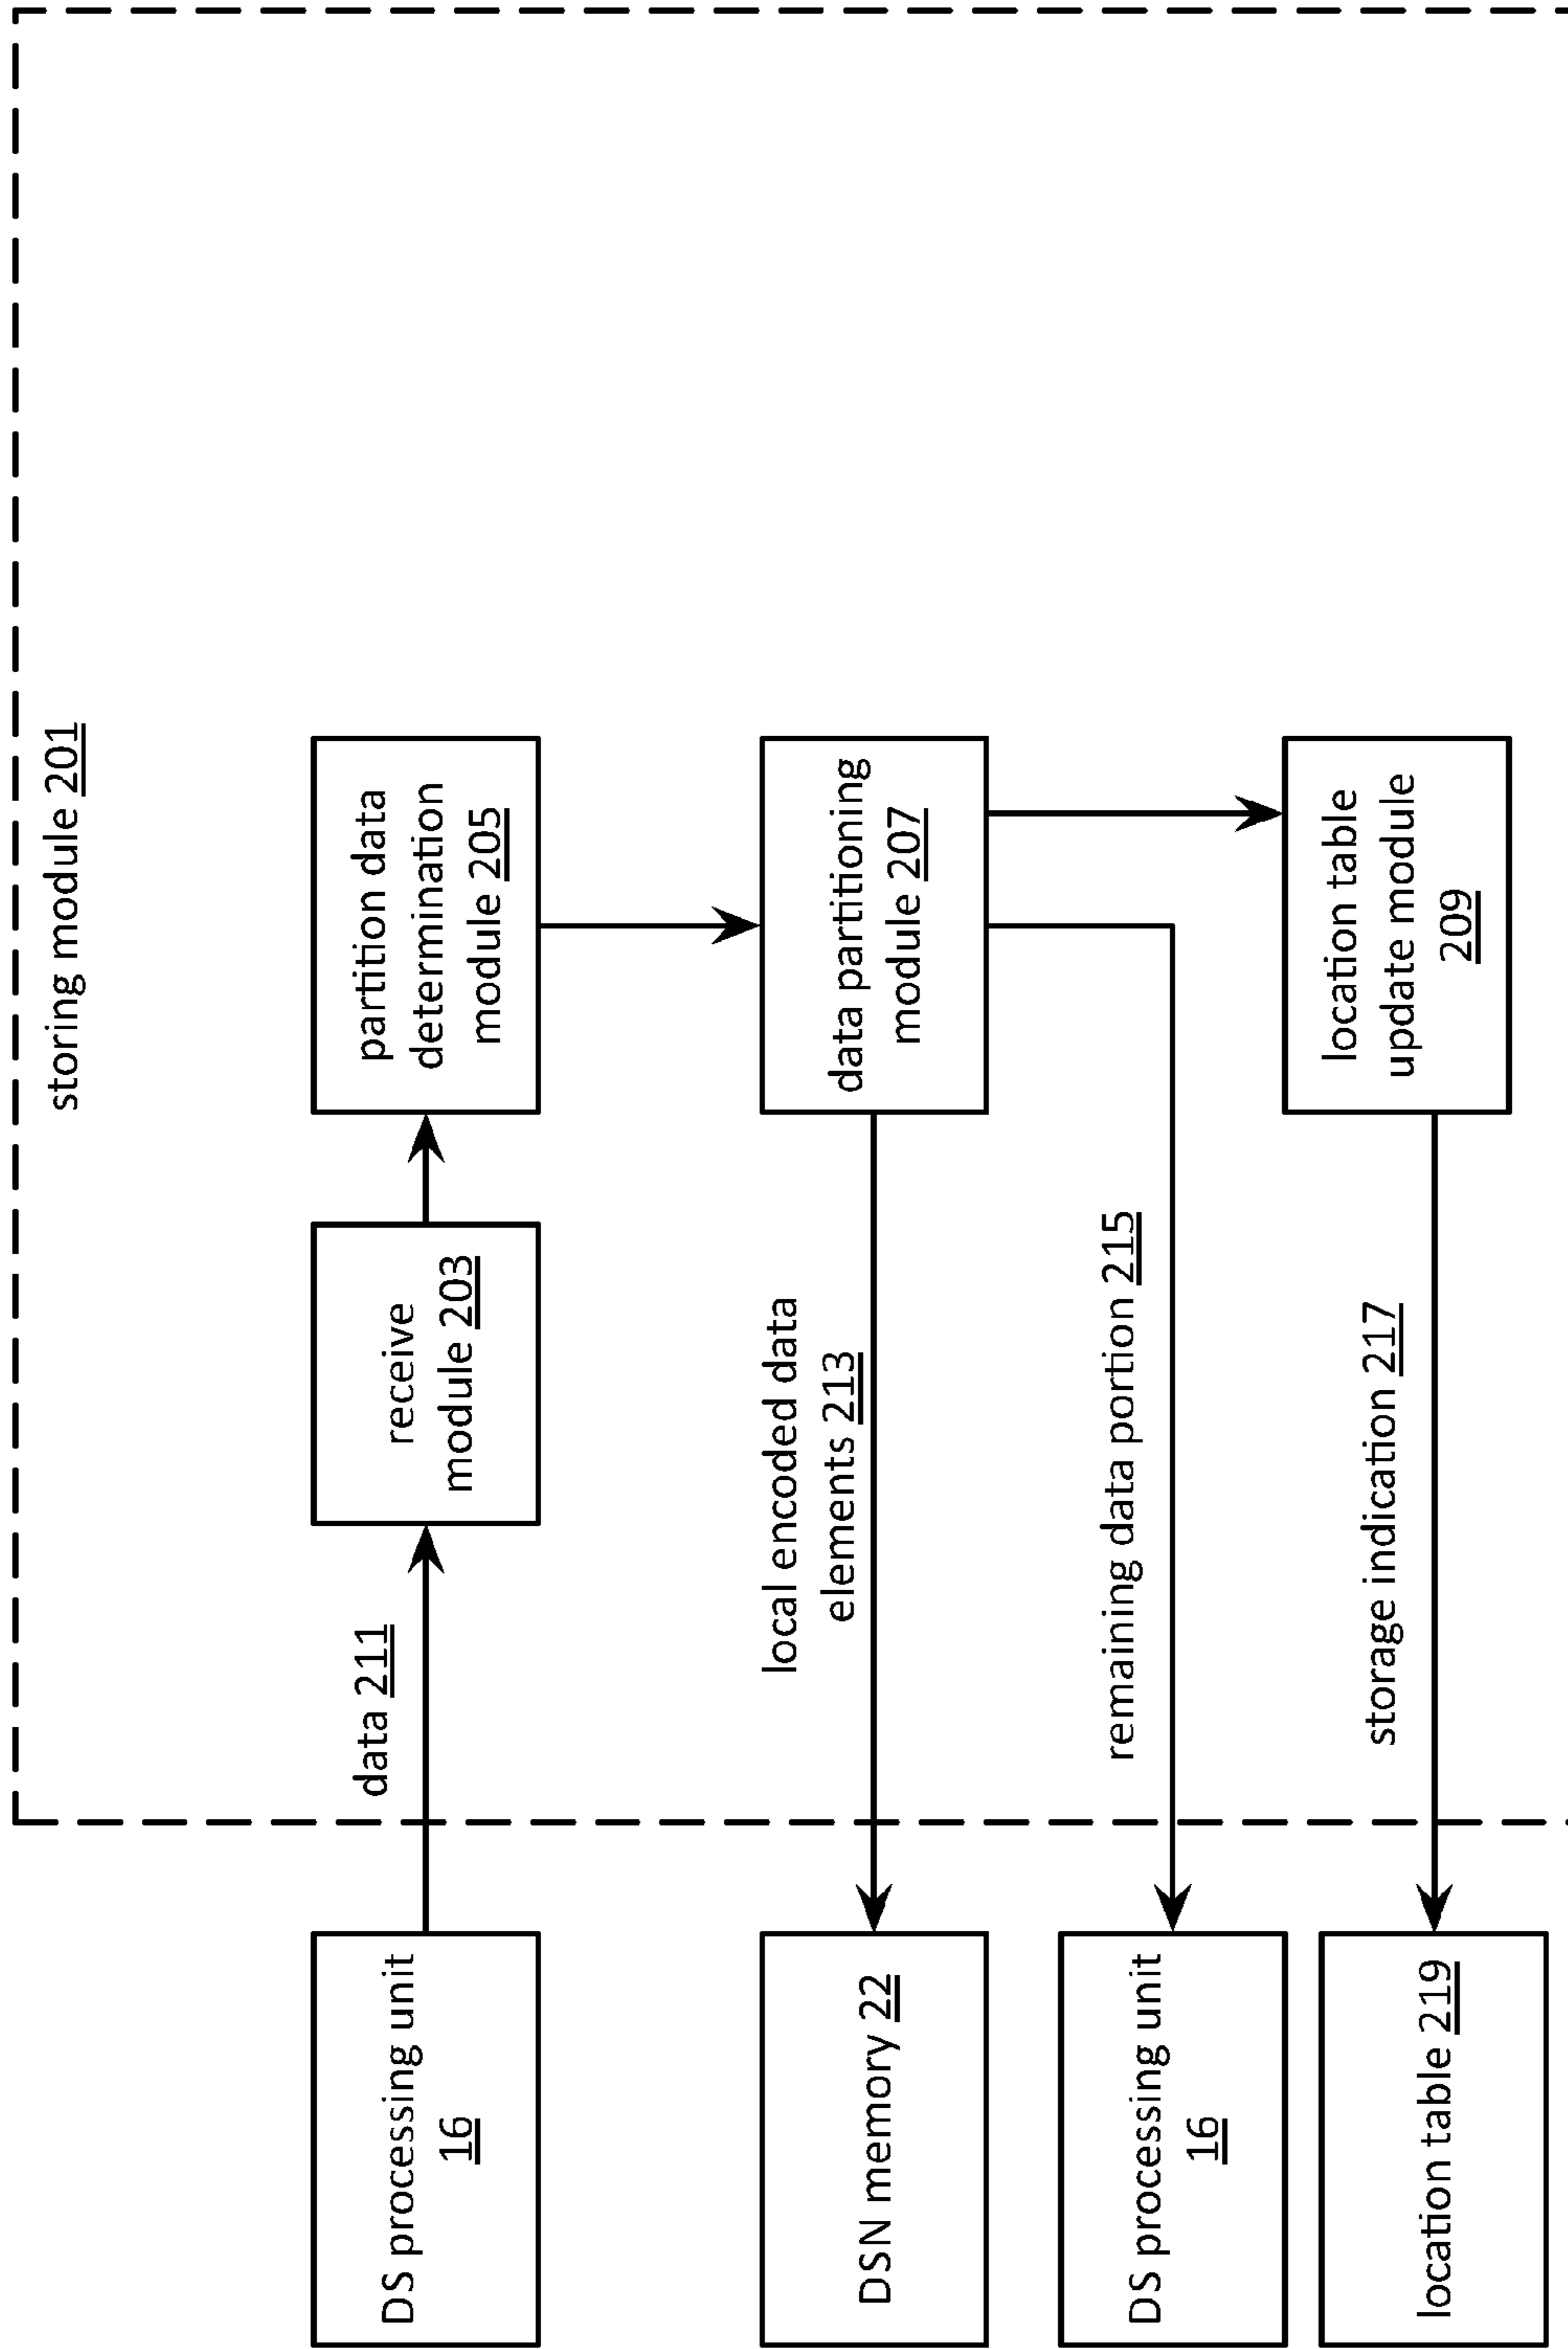 storing module 201
DS processing unit
16
data 211
receive
module 203
partition data
determination
module 205
DSN memory 22
local encoded data
elements 213
data partitioning
module 207
DS processing unit
16
remaining data portion 215
location table 219
storage indication 217
location table
update module
209